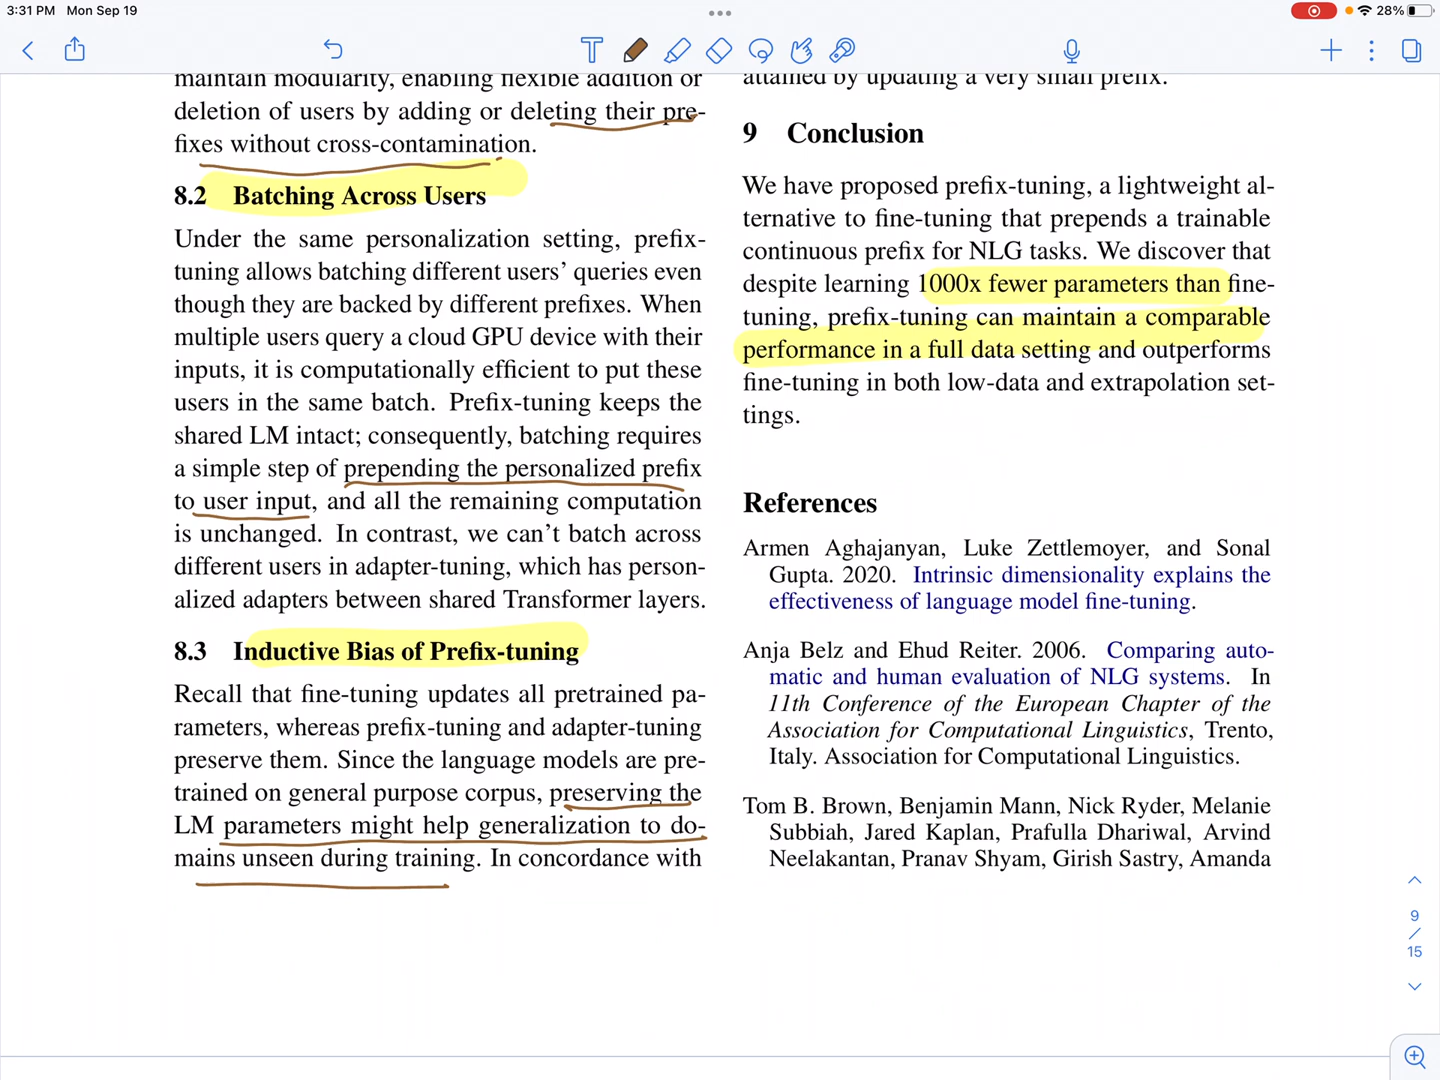 3:31 PM Mon Sep 19
28%
T
maintain modularity, enabling flexible addition or
deletion of users by adding or deleting their pre-
fixes without cross-contamination.
8.2 Batching Across Users
Under the same personalization setting, prefix-
tuning allows batching different users’ queries even
though they are backed by different prefixes. When
multiple users query a cloud GPU device with their
inputs, it is computationally efficient to put these
users in the same batch. Prefix-tuning keeps the
shared LM intact; consequently, batching requires
a simple step of prepending the personalized prefix
to user input, and all the remaining computation
is unchanged. In contrast, we can’t batch across
different users in adapter-tuning, which has person-
alized adapters between shared Transformer layers.
8.3 Inductive Bias of Prefix-tuning
Recall that fine-tuning updates all pretrained pa-
rameters, whereas prefix-tuning and adapter-tuning
preserve them. Since the language models are pre-
trained on general purpose corpus, preserving the
LM parameters might help generalization to do-
mains unseen during training. In concordance with
attained by updating a very small prefix.
9 Conclusion
We have proposed prefix-tuning, a lightweight al-
ternative to fine-tuning that prepends a trainable
continuous prefix for NLG tasks. We discover that
despite learning 1000x fewer parameters than fine-
tuning, prefix-tuning can maintain a comparable
performance in a full data setting and outperforms
fine-tuning in both low-data and extrapolation set-
tings.
References
Armen Aghajanyan, Luke Zettlemoyer, and Sonal
Gupta. 2020. Intrinsic dimensionality explains the
effectiveness of language model fine-tuning.
Anja Belz and Ehud Reiter. 2006. Comparing auto-
matic and human evaluation of NLG systems. In
11th Conference of the European Chapter of the
Association for Computational Linguistics, Trento,
Italy. Association for Computational Linguistics.
Tom B. Brown, Benjamin Mann, Nick Ryder, Melanie
Subbiah, Jared Kaplan, Prafulla Dhariwal, Arvind
Neelakantan, Pranav Shyam, Girish Sastry, Amanda
9
/
15